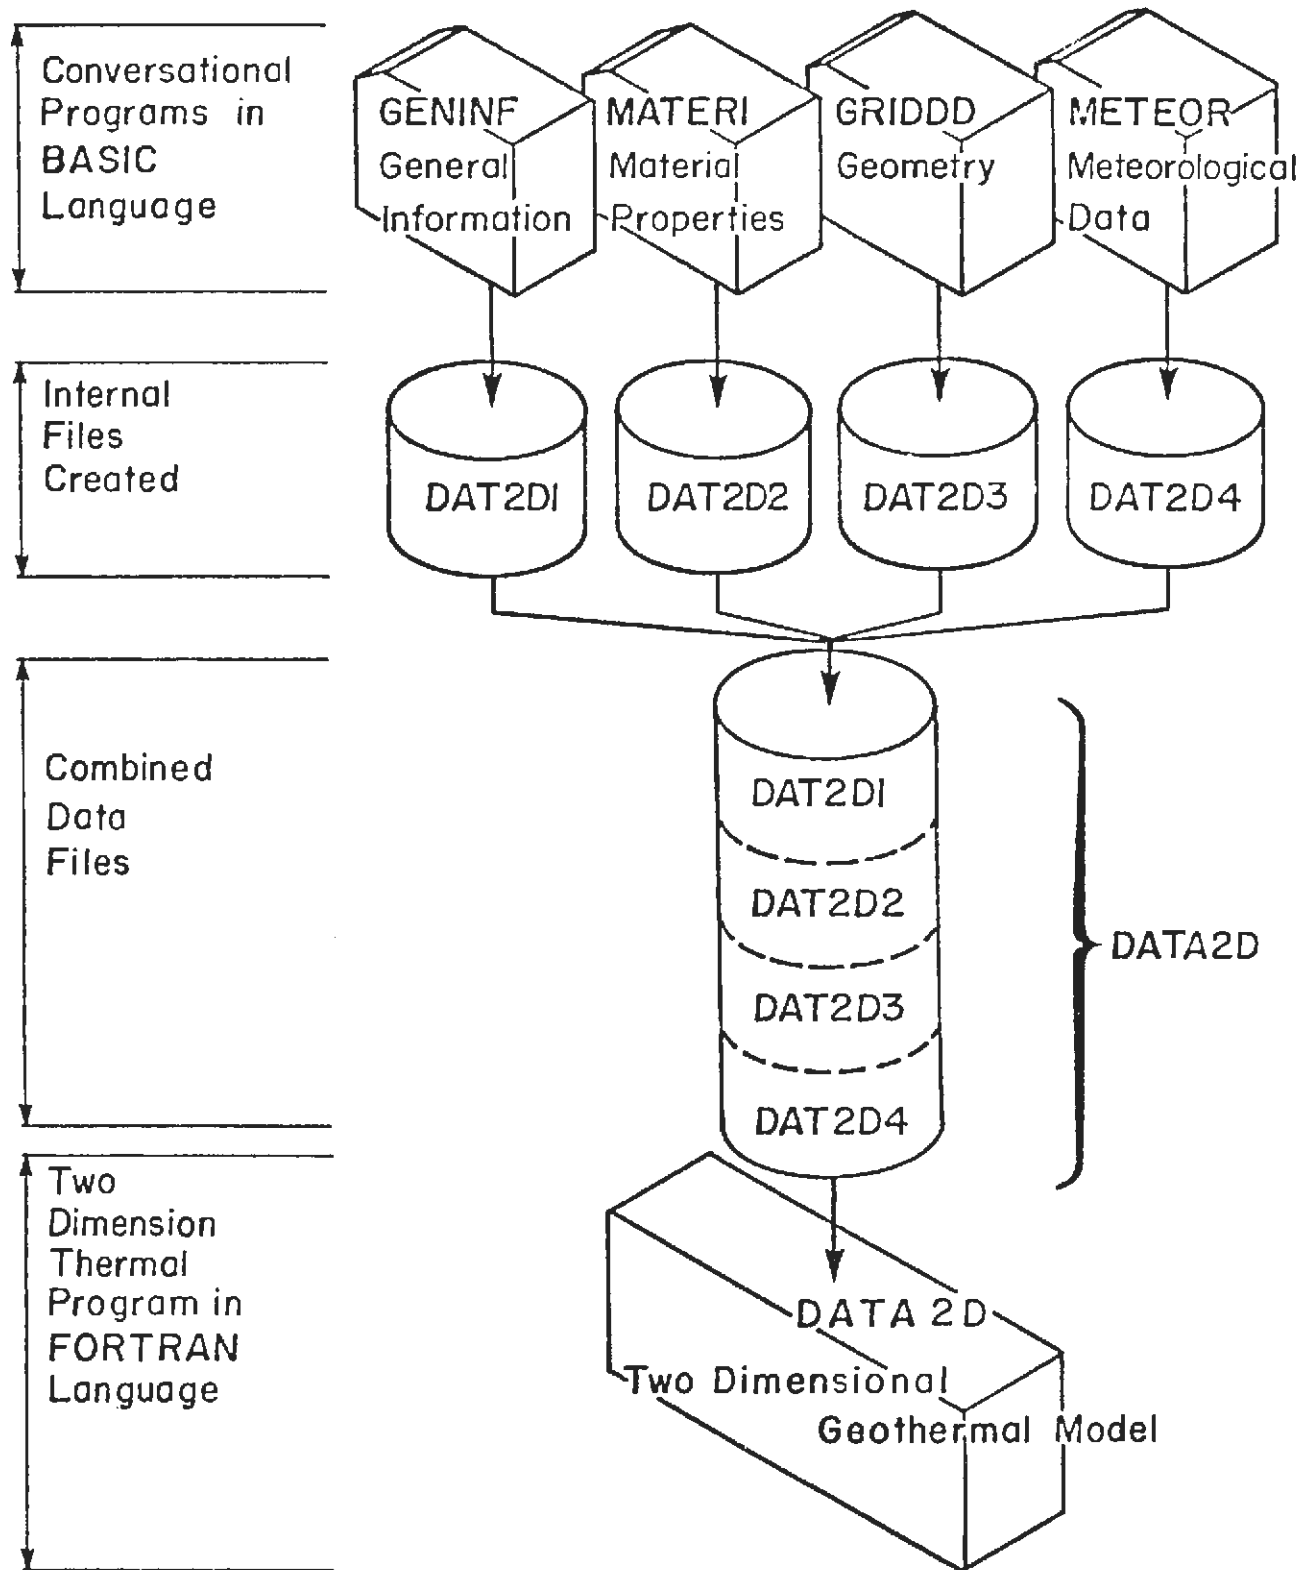 Conversational
Programs in
BASIC
Language
GENINF
General
Information
MATERI
Material
Properties
GRIDDD
Geometry
METEOR
Meteorological
Data
Internal
Files
Created
DAT2D1
DAT2D2
DAT2D3
DAT2D4
Combined
Data
Files
DAT2D1
DAT2D2
DAT2D3
DAT2D4
DATA2D
Two
Dimension
Thermal
Program in
FORTRAN
Language
DATA 2D
Two Dimensional
Geothermal Model